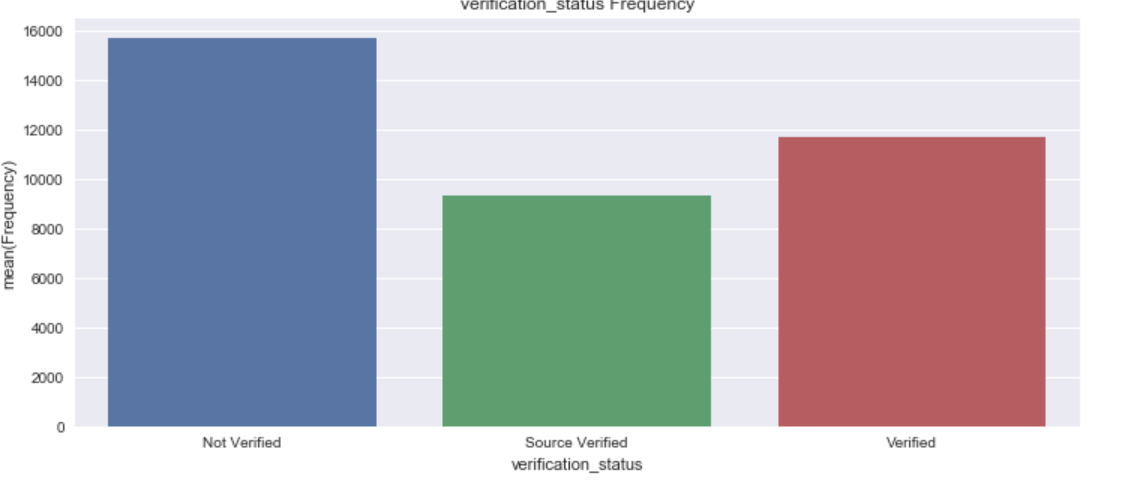 verification_status Frequency
16000
14000
12000
10000
8000
6000
4000
2000
0
mean(Frequency)
Not Verified Source Verified Verified
verification_status